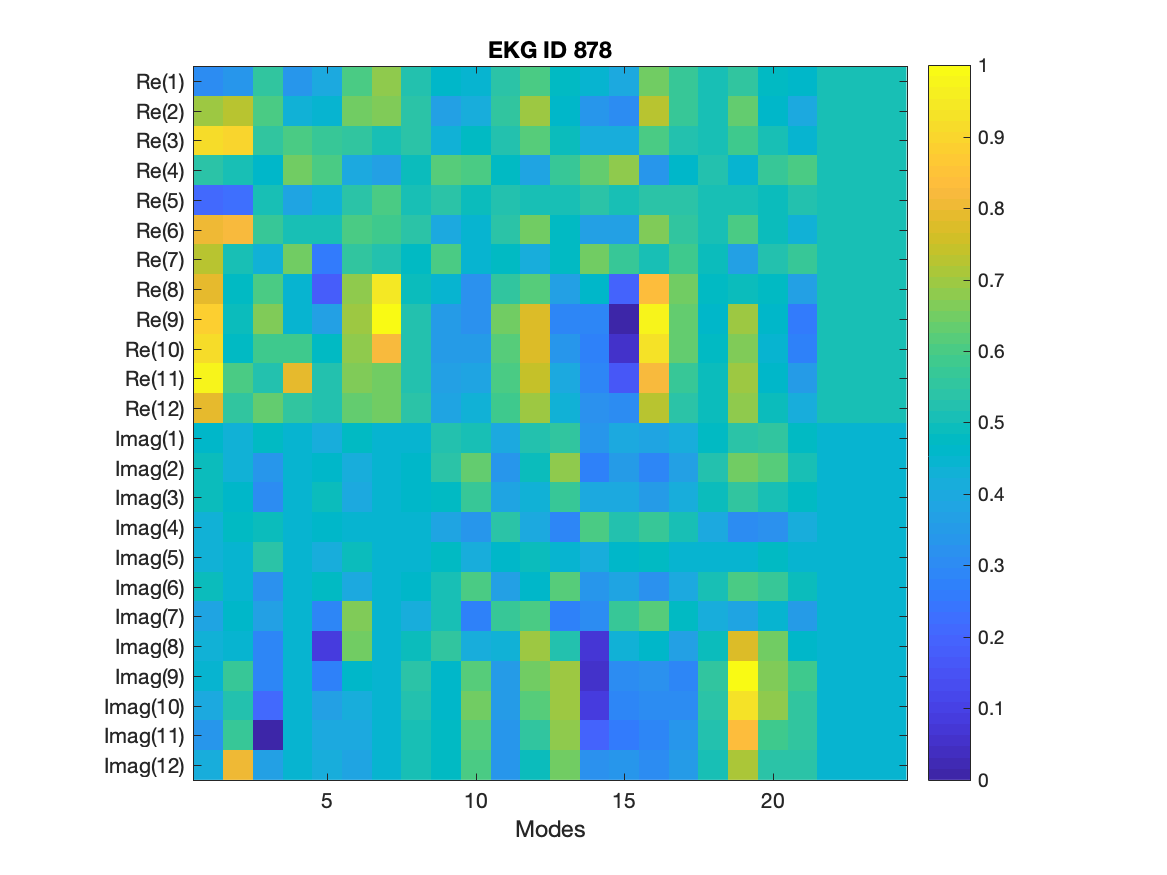 EKG ID 878
Re(1)
Re(2)
Re(3)
Re(4)
Re(5)
Re(6)
Re(7)
Re(8)
Re(9)
Re(10)
Re(11)
Re(12)
Imag(1)
Imag(2)
Imag(3)
Imag(4)
Imag(5)
Imag(6)
Imag(7)
Imag(8)
Imag(9)
Imag(10)
Imag(11)
Imag(12)
5 10 15 20
Modes
1
0.9
0.8
0.7
0.6
0.5
0.4
0.3
0.2
0.1
0